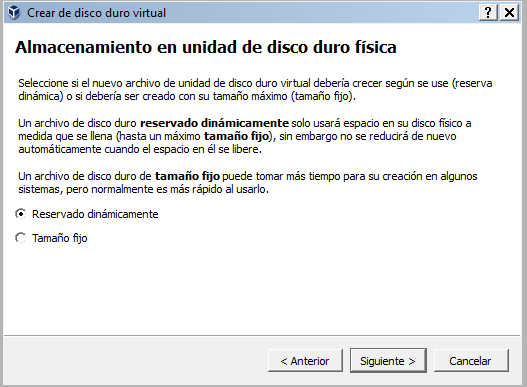 Crear de disco duro virtual
Almacenamiento en unidad de disco duro física
Seleccione si el nuevo archivo de unidad de disco duro virtual debería crecer según se use (reserva
dinámica) o si debería ser creado con su tamaño máximo (tamaño fijo).
Un archivo de disco duro reservado dinámicamente solo usará espacio en su disco físico a
medida que se llena (hasta un máximo tamaño fijo), sin embargo no se reducirá de nuevo
automáticamente cuando el espacio en él se libere.
Un archivo de disco duro de tamaño fijo puede tomar más tiempo para su creación en algunos
sistemas, pero normalmente es más rápido al usarlo.
Reservado dinámicamente
Tamaño fijo
< Anterior
Siguiente >
Cancelar